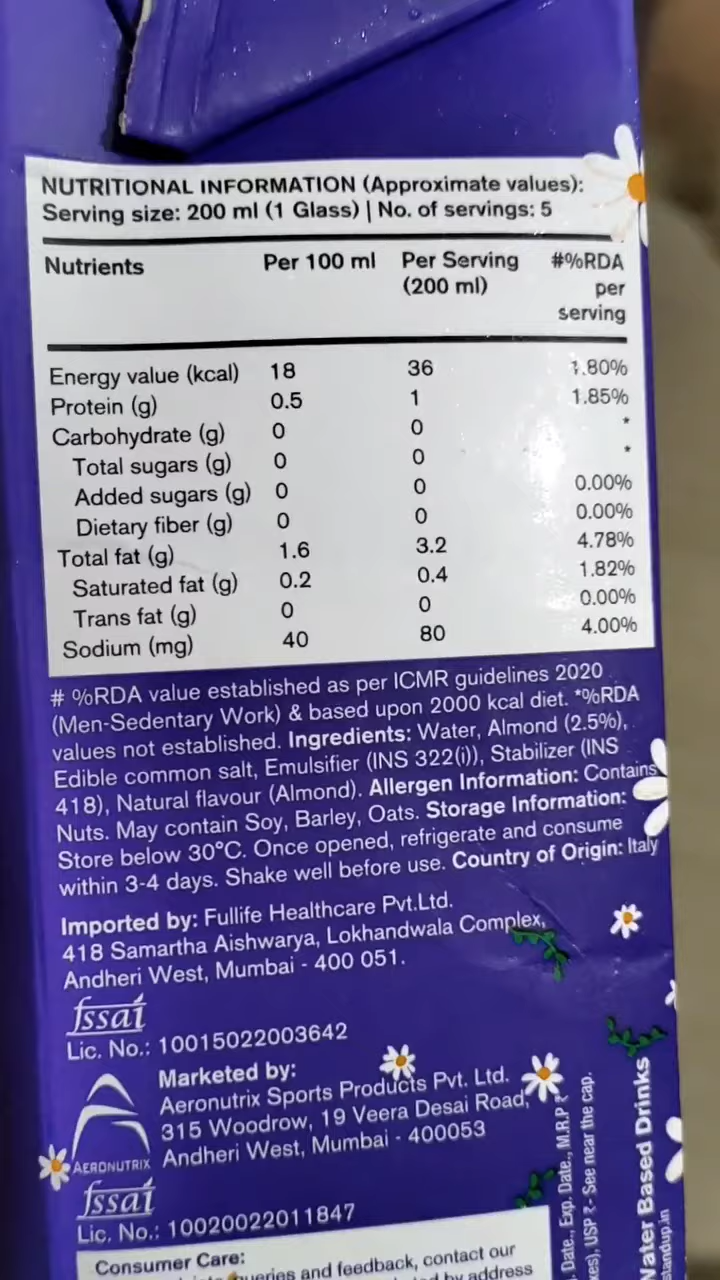 NUTRITIONAL INFORMATION (Approximate values):
Serving size: 200 ml (1 Glass) | No. of servings: 5
Nutrients Per 100 ml Per Serving (200 ml) #%RDA per serving
Energy value (kcal) 18 36 1.80%
Protein (g) 0.5 1 1.85%
Carbohydrate (g) 0 0 *
Total sugars (g) 0 0 *
Added sugars (g) 0 0 0.00%
Dietary fiber (g) 0 0 0.00%
Total fat (g) 1.6 3.2 4.78%
Saturated fat (g) 0.2 0.4 1.82%
Trans fat (g) 0 0 0.00%
Sodium (mg) 40 80 4.00%
# %RDA value established as per ICMR guidelines 2020
(Men-Sedentary Work) & based upon 2000 kcal diet. *%RDA
values not established. Ingredients: Water, Almond (2.5%),
Edible common salt, Emulsifier (INS 322(i)), Stabilizer (INS
418), Natural flavour (Almond). Allergen Information: Contains
Nuts. May contain Soy, Barley, Oats. Storage Information:
Store below 30°C. Once opened, refrigerate and consume
within 3-4 days. Shake well before use. Country of Origin: Italy
Imported by: Fullife Healthcare Pvt.Ltd.
418 Samartha Aishwarya, Lokhandwala Complex,
Andheri West, Mumbai - 400 051.
fssai
Lic. No.: 10015022003642
Marketed by:
Aeronutrix Sports Products Pvt. Ltd.
315 Woodrow, 19 Veera Desai Road,
Andheri West, Mumbai - 400053
AERONUTRIX
fssai
Lic. No.: 10020022011847
Consumer Care:
queries and feedback, contact our
by address
Date., Exp. Date., M.R.P ₹
USP ₹ - See near the cap.
Water Based Drinks